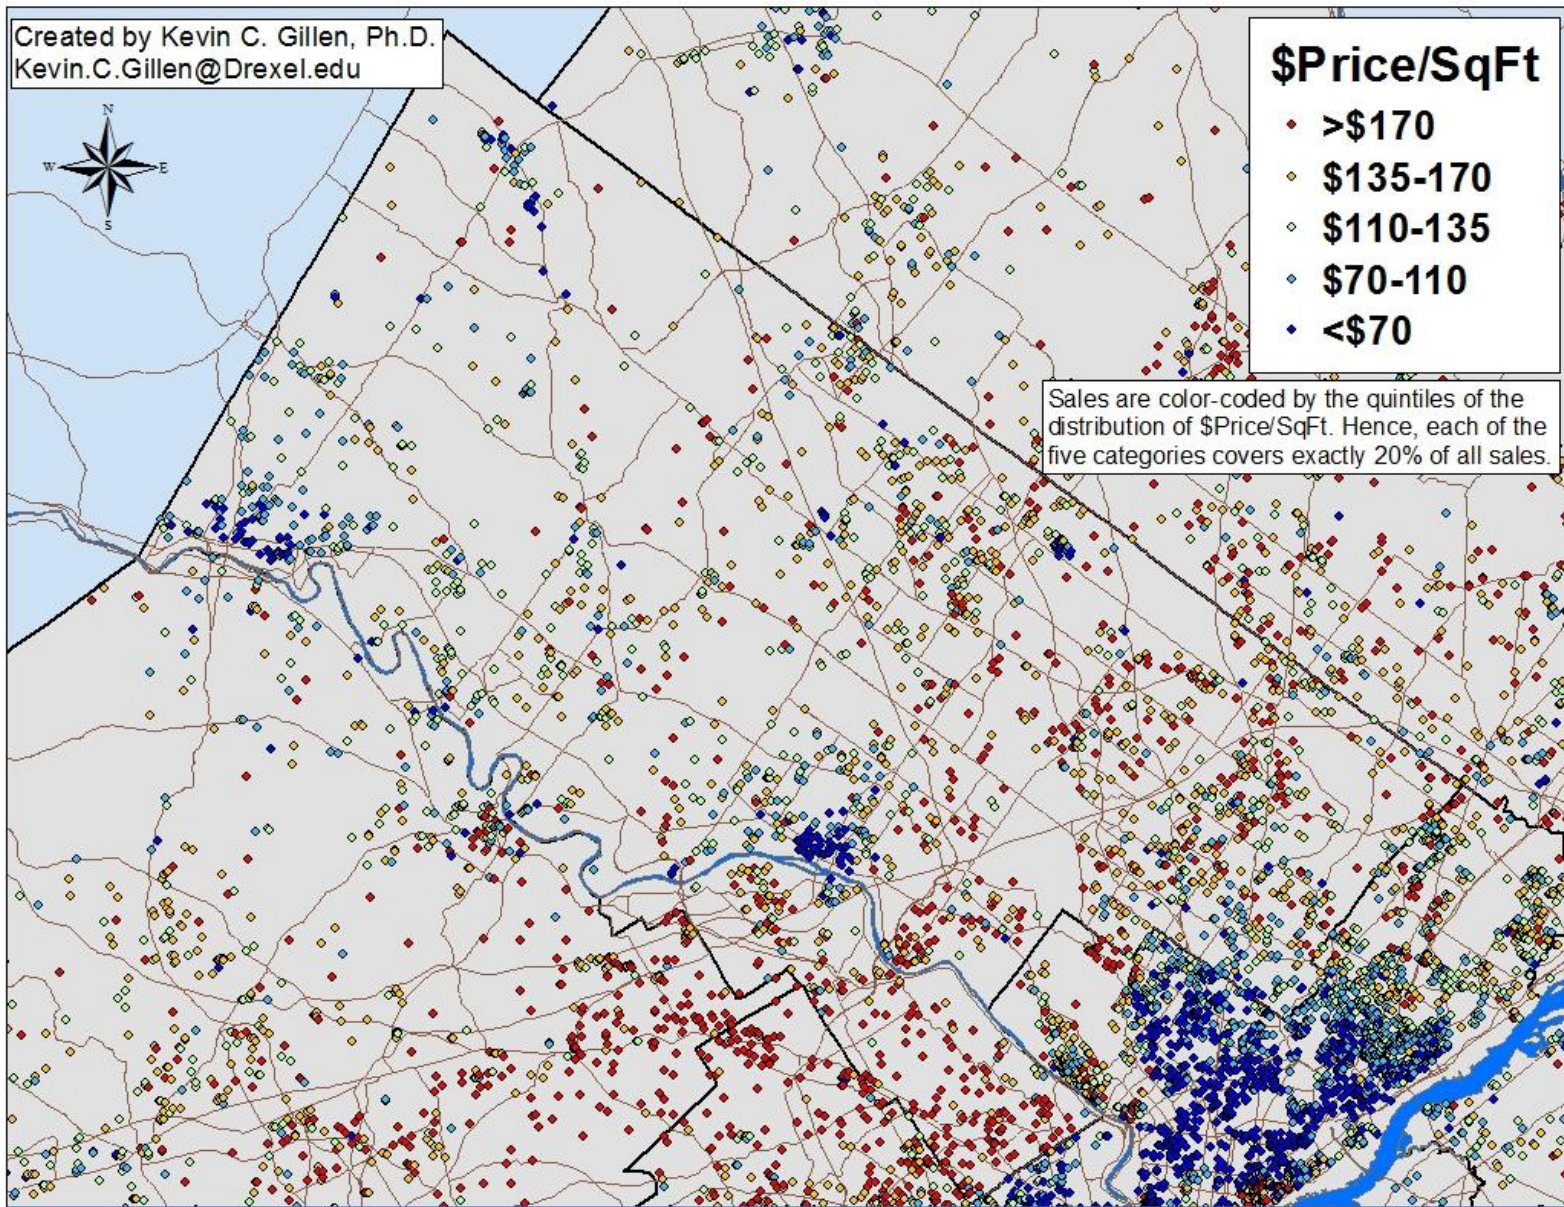 Created by Kevin C. Gillen, Ph.D.
Kevin.C.Gillen@Drexel.edu
N
W
E
S
$Price/SqFt
>$170
$135-170
$110-135
$70-110
<$70
Sales are color-coded by the quintiles of the
distribution of $Price/SqFt. Hence, each of the
five categories covers exactly 20% of all sales.